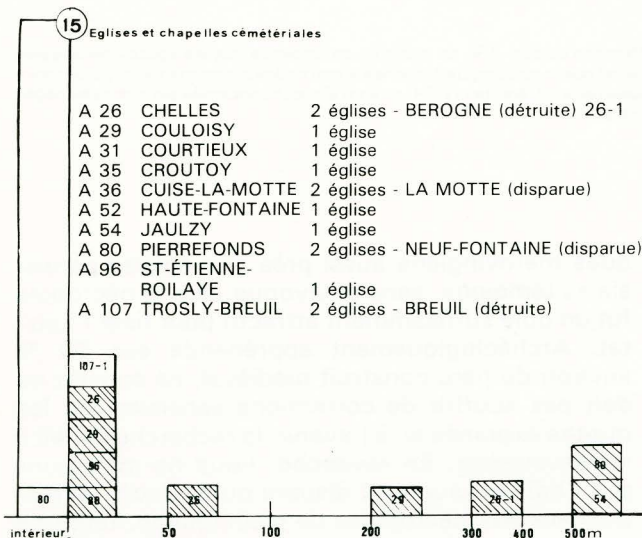 15 Eglises et chapelles cémétériales
A 26 CHELLES 2 églises - BEROGNE (détruite) 26-1
A 29 COULOISY 1 église
A 31 COURTIEUX 1 église
A 35 CROUTOY 1 église
A 36 CUISE-LA-MOTTE 2 églises - LA MOTTE (disparue)
A 52 HAUTE-FONTAINE 1 église
A 54 JAULZY 1 église
A 80 PIERREFONDS 2 églises - NEUF-FONTAINE (disparue)
A 96 ST-ÉTIENNE-
ROILAYE 1 église
A 107 TROSLY-BREUIL 2 églises - BREUIL (détruite)
107-1
26
29
96 80
80 26 29 26-1 54
intérieur 50 100 200 300 400 500m